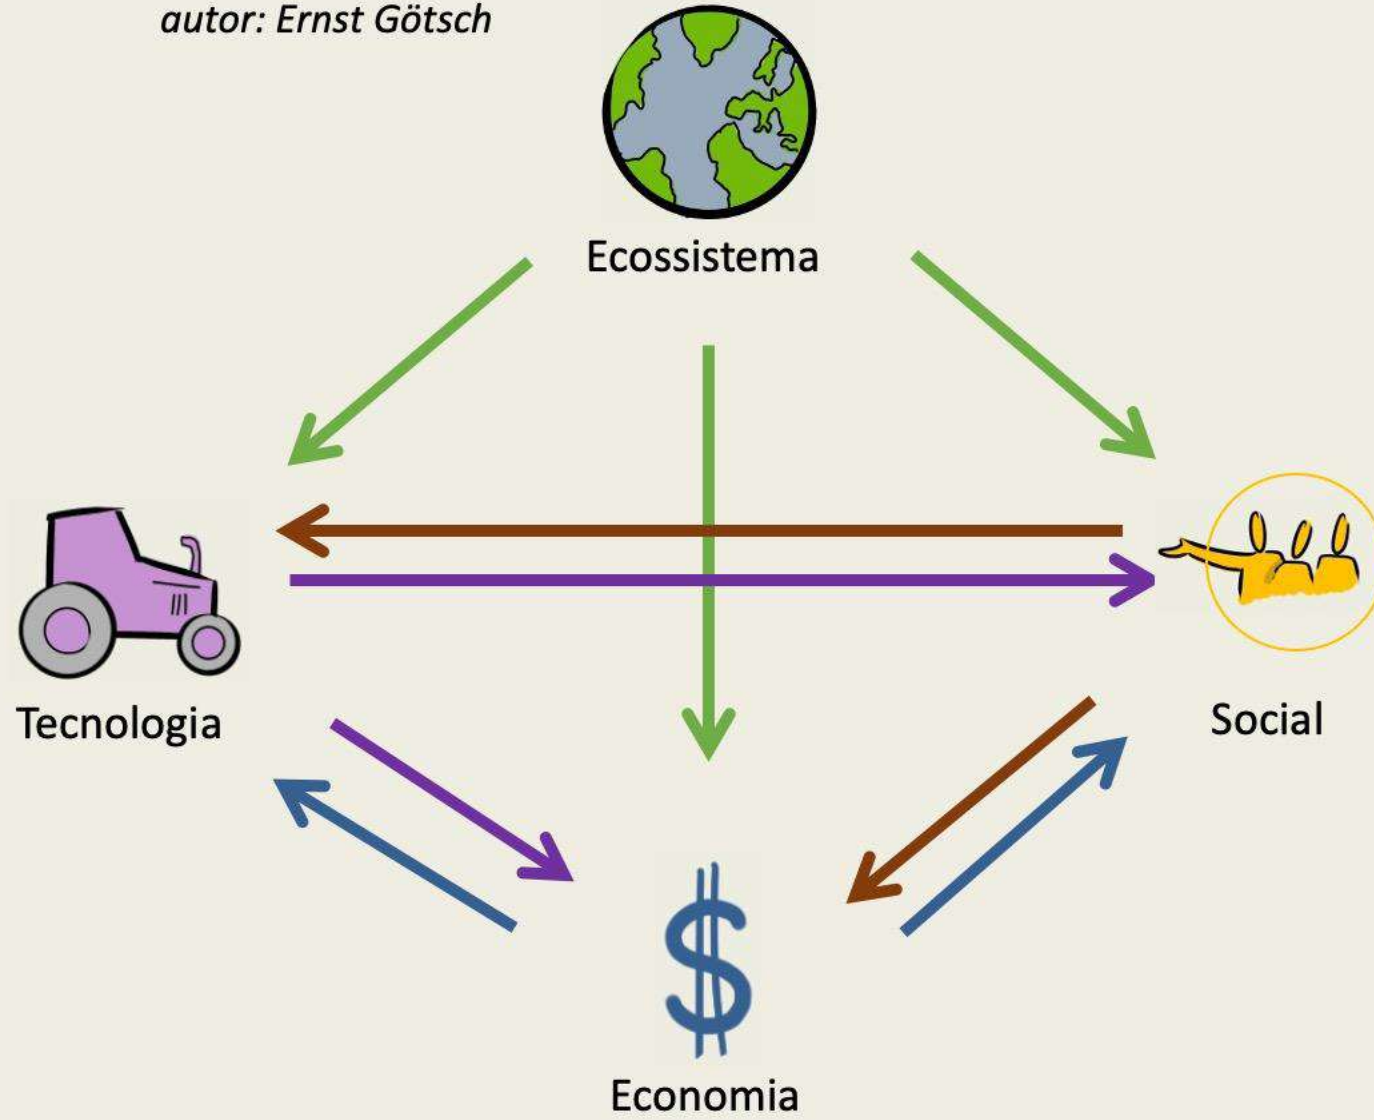 autor: Ernst Götsch
Ecossistema
Tecnologia
Social
$
Economia